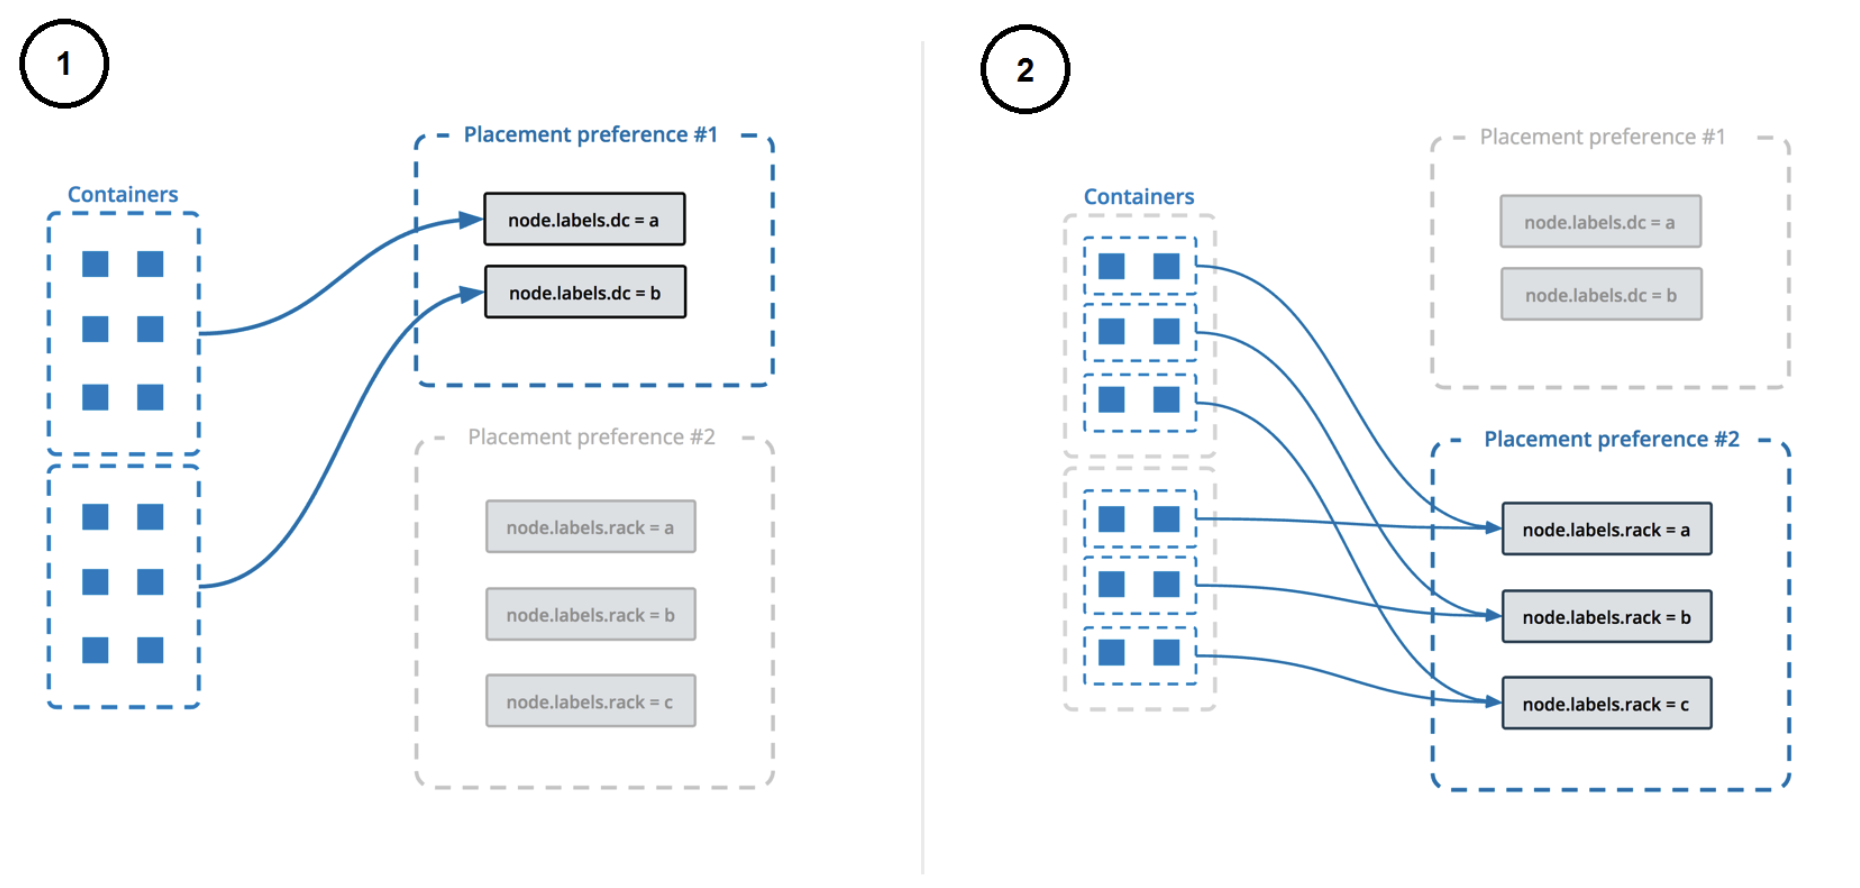 1
Placement preference #1
Containers
node.labels.dc = a
node.labels.dc = b
Placement preference #2
node.labels.rack = a
node.labels.rack = b
node.labels.rack = c
2
Placement preference #1
Containers
node.labels.dc = a
node.labels.dc = b
Placement preference #2
node.labels.rack = a
node.labels.rack = b
node.labels.rack = c